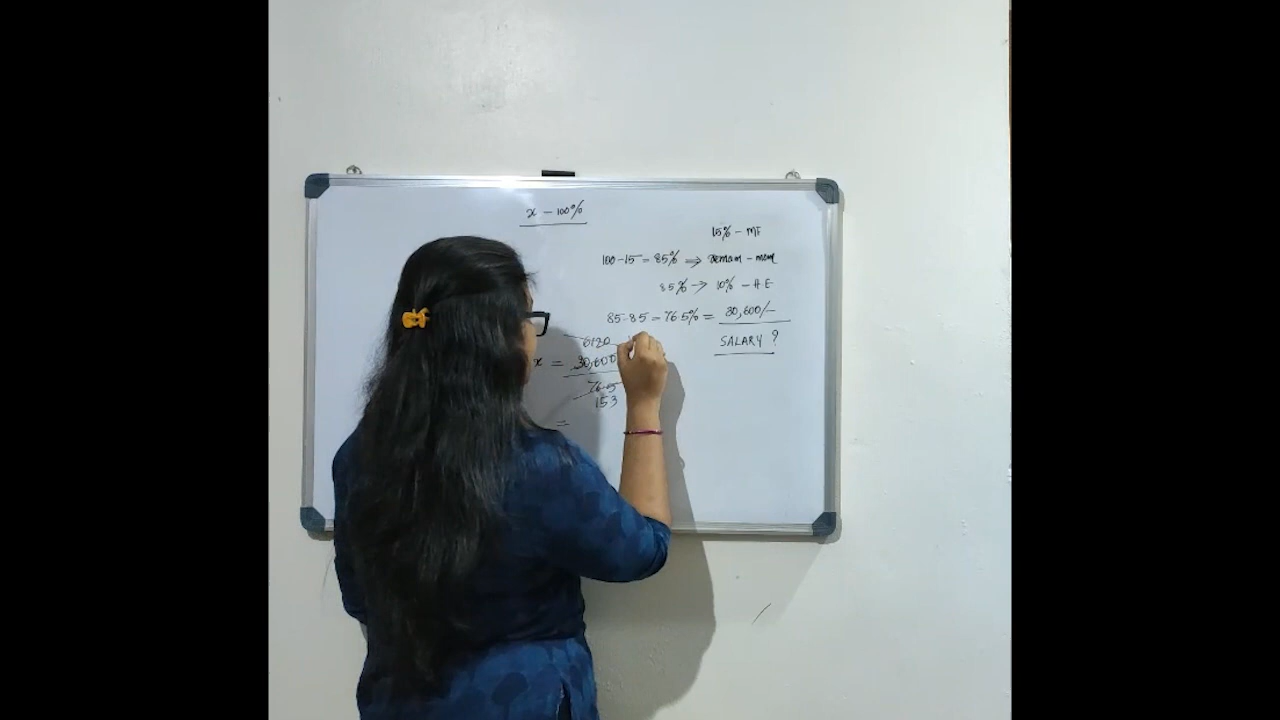 x – 100%
15% – MF
100 – 15 = 85% ⇒
85% → 10% – AE
85 – 8.5 = 76.5% = 30,600/–
SALARY ?
6120
x = 30,600
76.5
153
=